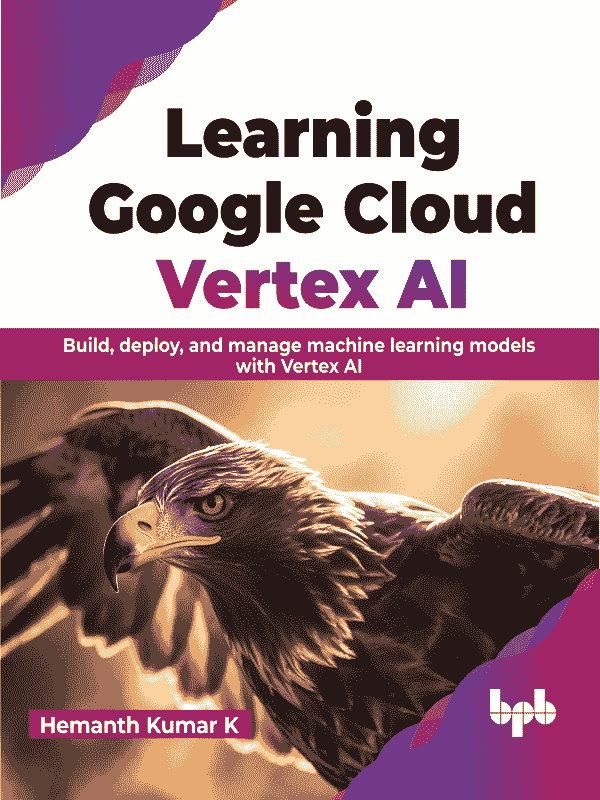 Learning
Google Cloud
Vertex AI
Build, deploy, and manage machine learning models
with Vertex AI
Hemanth Kumar K
bpb